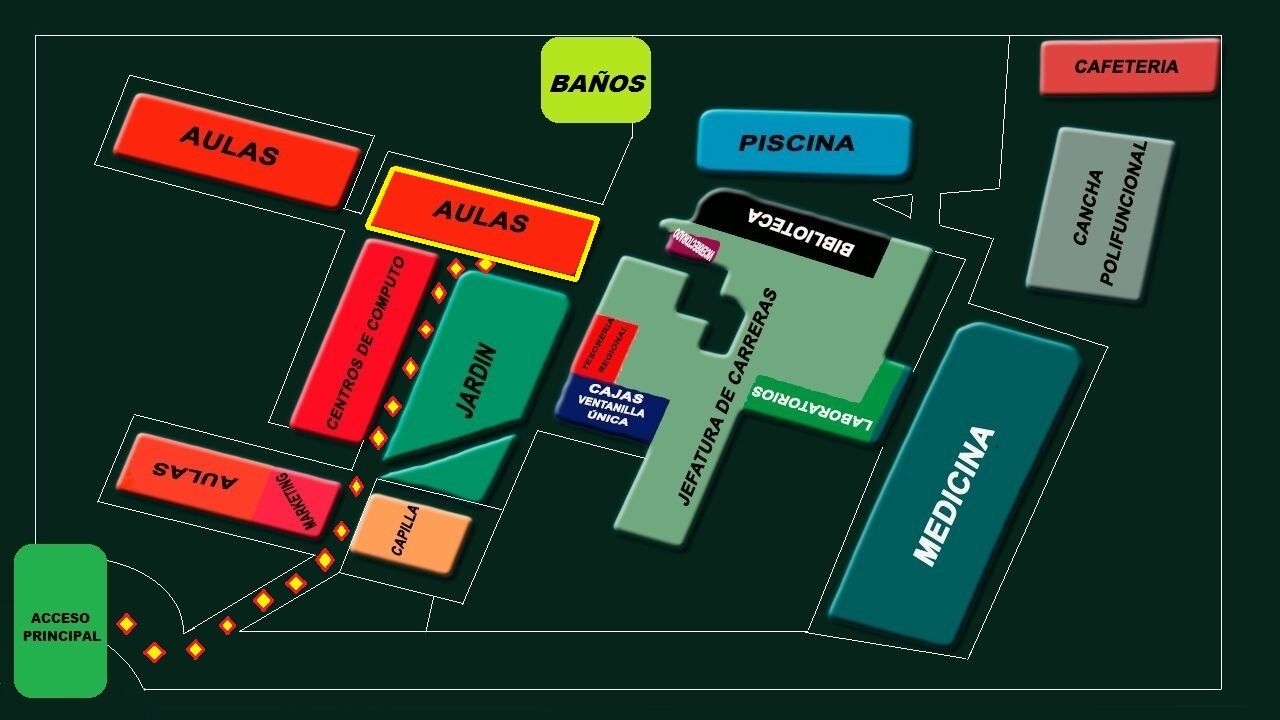 BAÑOS
CAFETERIA
AULAS
PISCINA
AULAS
BIBLIOTECA
VICERRECTORADO
CANCHA
POLIFUNCIONAL
CENTROS DE COMPUTO
JARDIN
TESORERIA
REGIONAL
CAJAS
VENTANILLA
ÚNICA
JEFATURA DE CARRERAS
LABORATORIOS
AULAS
MARKETING
CAPILLA
MEDICINA
ACCESO
PRINCIPAL